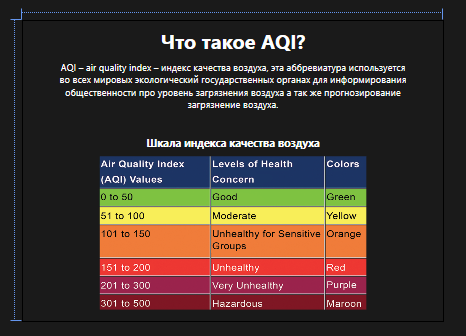 Что такое AQI?
AQI – air quality index – индекс качества воздуха, эта аббревиатура используется
во всех мировых экологический государственных органах для информирования
общественности про уровень загрязнения воздуха а так же прогнозирование
загрязнение воздуха.
Шкала индекса качества воздуха
Air Quality Index (AQI) Values Levels of Health Concern Colors
0 to 50 Good Green
51 to 100 Moderate Yellow
101 to 150 Unhealthy for Sensitive Groups Orange
151 to 200 Unhealthy Red
201 to 300 Very Unhealthy Purple
301 to 500 Hazardous Maroon